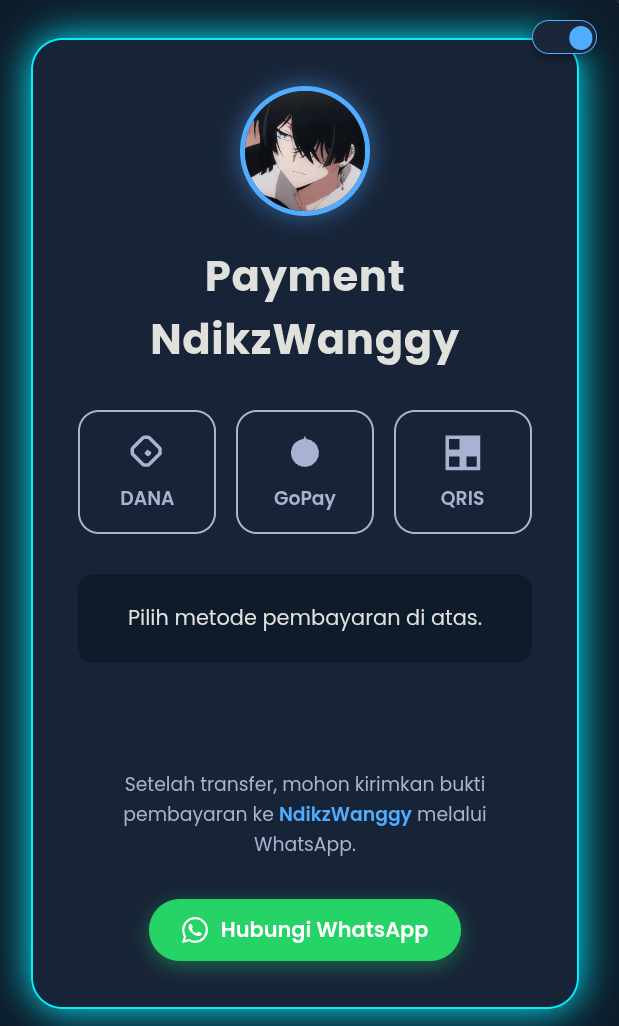 Payment
NdikzWanggy
DANA
GoPay
QRIS
Pilih metode pembayaran di atas.
Setelah transfer, mohon kirimkan bukti
pembayaran ke NdikzWanggy melalui
WhatsApp.
Hubungi WhatsApp